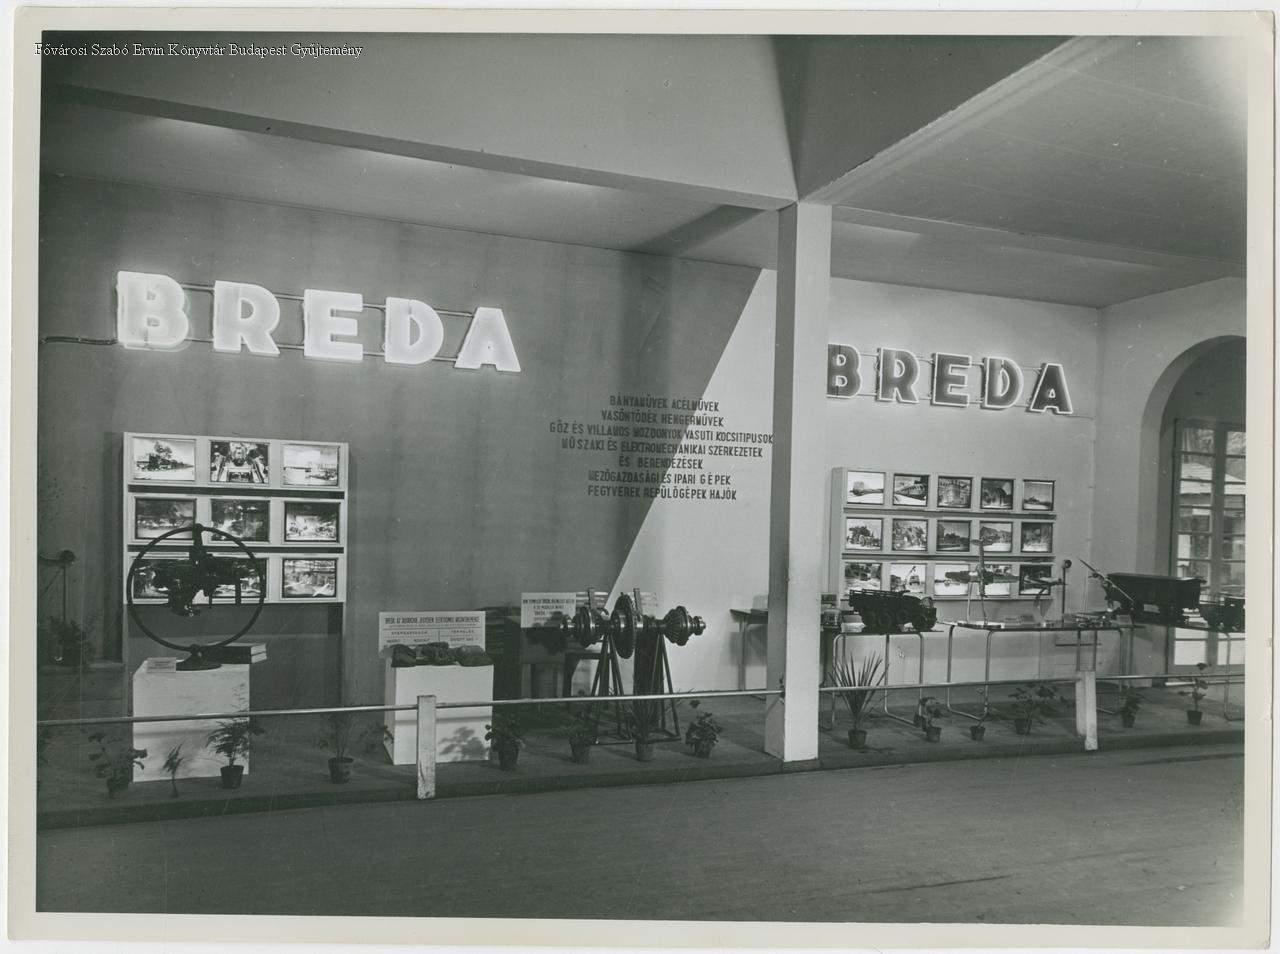 Fővárosi Szabó Ervin Könyvtár Budapest Gyűjtemény
BREDA
BREDA
BÁNYAMŰVEK ACÉLMŰVEK
VASÖNTÖDÉK HENGERMŰVEK
GŐZ ÉS VILLAMOS MOZDONYOK VASUTI KOCSITIPUSOK
MŰSZAKI ÉS ELEKTROMECHANIKAI SZERKEZETEK
ÉS BERENDEZÉSEK
MEZŐGAZDASÁGI ÉS IPARI GÉPEK
FEGYVEREK REPÜLŐGÉPEK HAJÓK